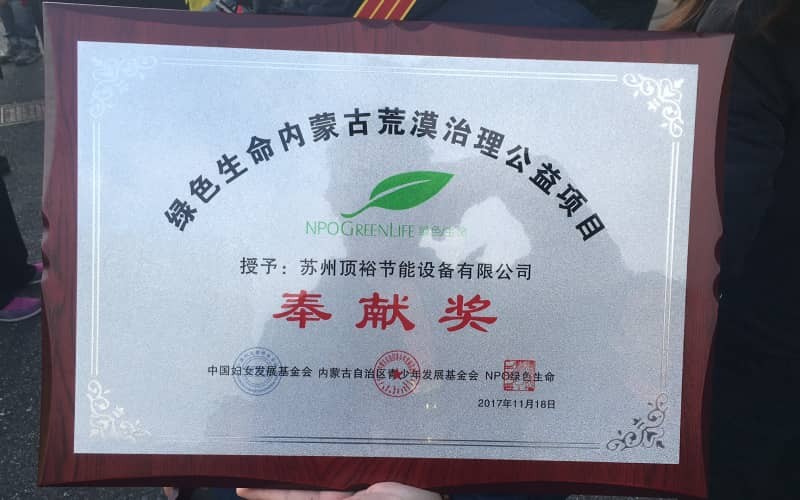 绿色生命内蒙古荒漠治理公益项目
NPOGREENLIFE 绿色生命
授予：苏州顶裕节能设备有限公司
奉献奖
中国妇女发展基金会 内蒙古自治区青少年发展基金会 NPO绿色生命
2017年11月18日